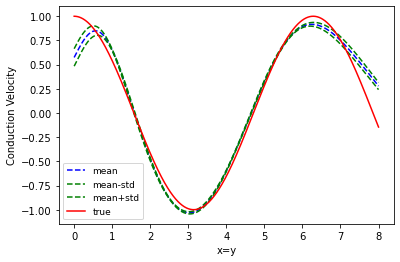 1.00
0.75
0.50
0.25
0.00
−0.25
−0.50
−0.75
−1.00
Conduction Velocity
mean
mean-std
mean+std
true
0 1 2 3 4 5 6 7 8
x=y